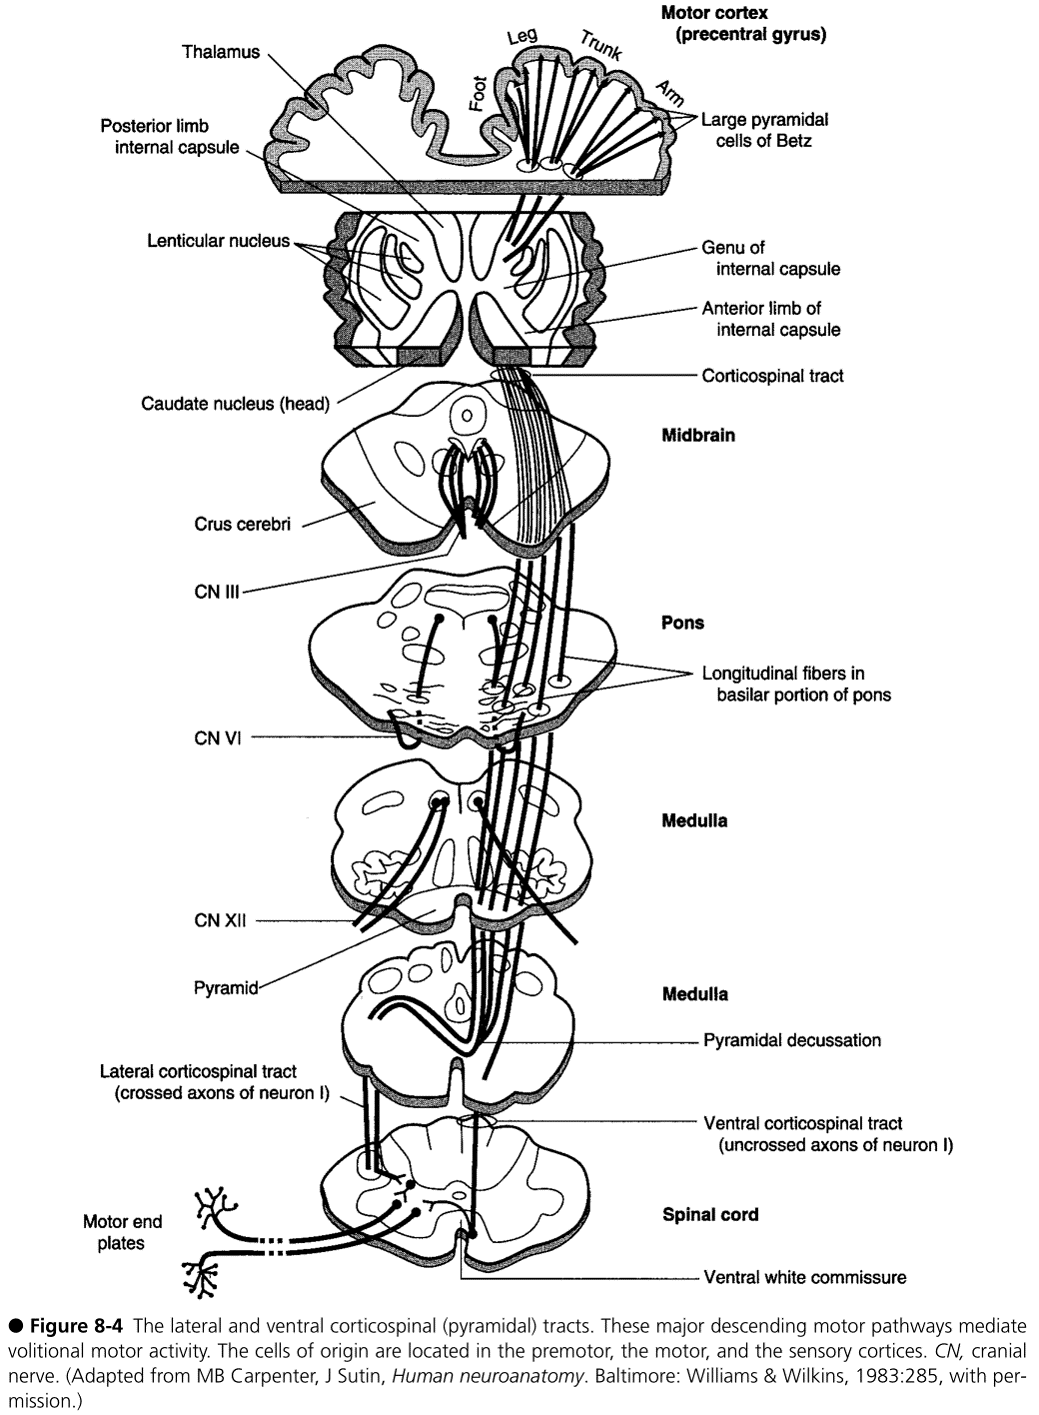 Motor cortex
(precentral gyrus)
Leg
Trunk
Thalamus
Foot
Arm
Posterior limb
internal capsule
Large pyramidal
cells of Betz
Lenticular nucleus
Genu of
internal capsule
Anterior limb of
internal capsule
Corticospinal tract
Caudate nucleus (head)
Midbrain
Crus cerebri
CN III
Pons
Longitudinal fibers in
basilar portion of pons
CN VI
Medulla
CN XII
Pyramid
Medulla
Pyramidal decussation
Lateral corticospinal tract
(crossed axons of neuron I)
Ventral corticospinal tract
(uncrossed axons of neuron I)
Motor end
plates
Spinal cord
Ventral white commissure
● Figure 8-4 The lateral and ventral corticospinal (pyramidal) tracts. These major descending motor pathways mediate
volitional motor activity. The cells of origin are located in the premotor, the motor, and the sensory cortices. CN, cranial
nerve. (Adapted from MB Carpenter, J Sutin, Human neuroanatomy. Baltimore: Williams & Wilkins, 1983:285, with per-
mission.)